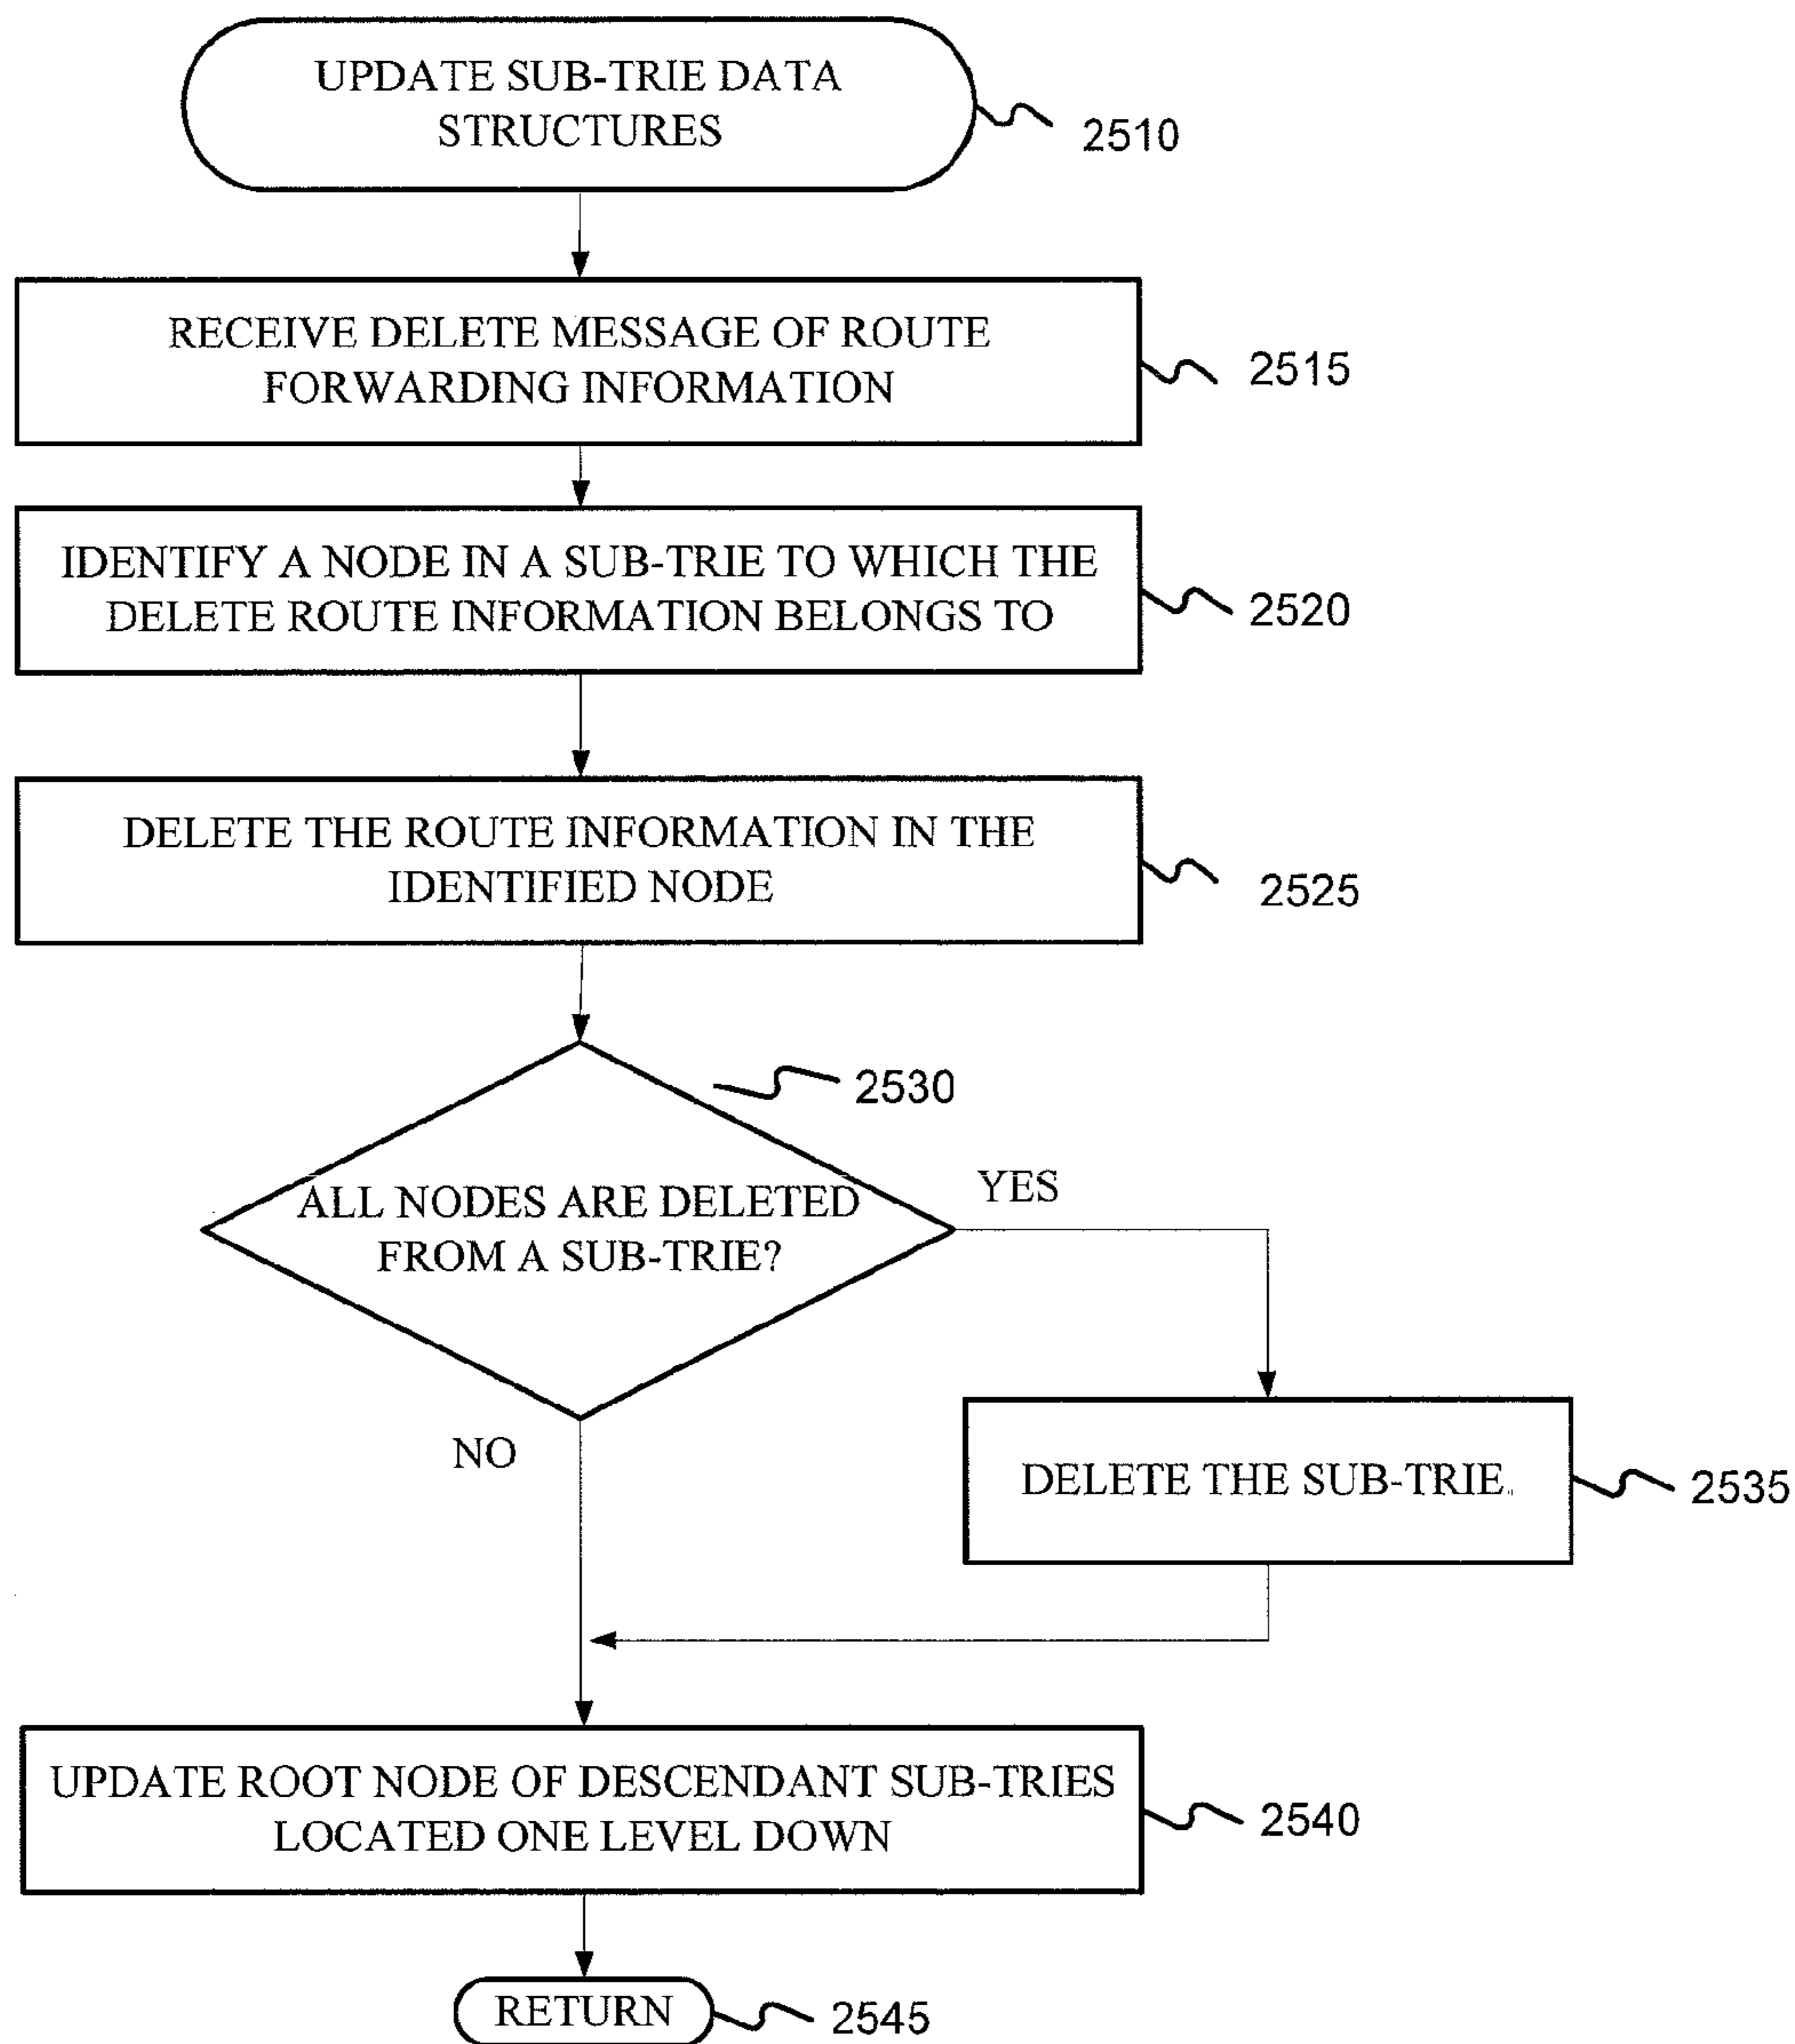 UPDATE SUB-TRIE DATA
STRUCTURES
2510
RECEIVE DELETE MESSAGE OF ROUTE
FORWARDING INFORMATION
2515
IDENTIFY A NODE IN A SUB-TRIE TO WHICH THE
DELETE ROUTE INFORMATION BELONGS TO
2520
DELETE THE ROUTE INFORMATION IN THE
IDENTIFIED NODE
2525
2530
ALL NODES ARE DELETED
FROM A SUB-TRIE?
YES
NO
DELETE THE SUB-TRIE.
2535
UPDATE ROOT NODE OF DESCENDANT SUB-TRIES
LOCATED ONE LEVEL DOWN
2540
RETURN
2545